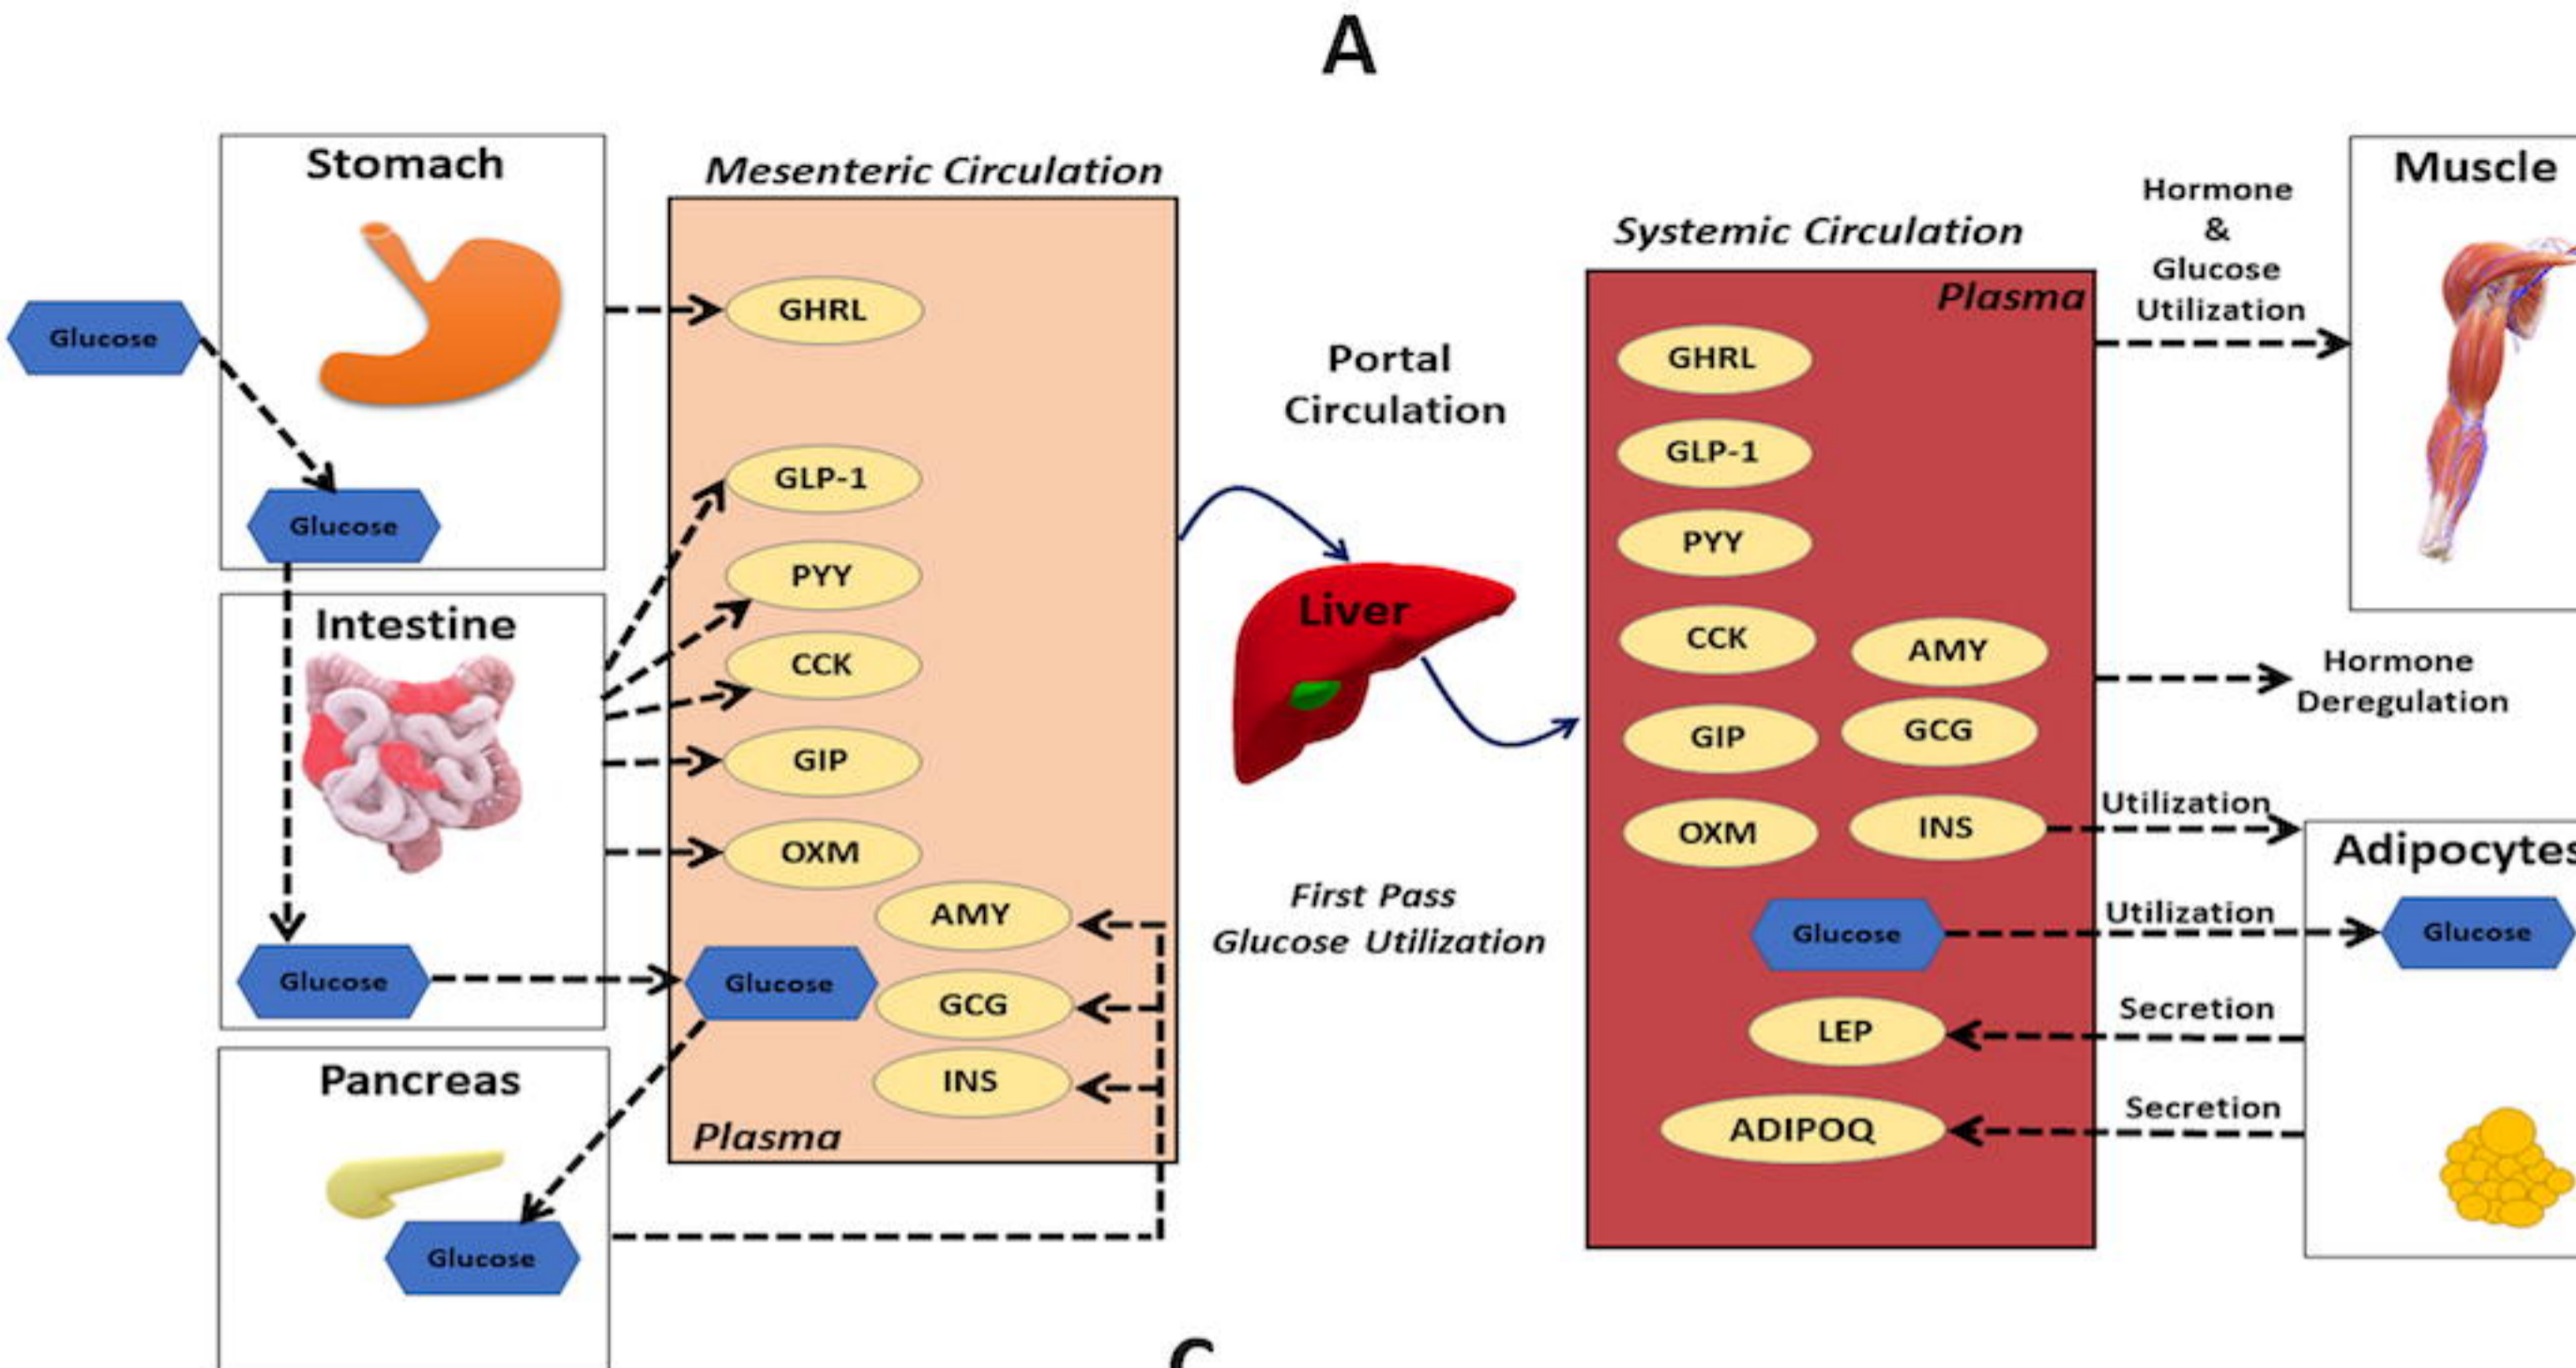 A
Stomach
Glucose
Glucose
Intestine
Glucose
Pancreas
Glucose
Mesenteric Circulation
GHRL
GLP-1
PYY
CCK
GIP
OXM
AMY
Glucose
GCG
INS
Plasma
Portal
Circulation
Liver
First Pass
Glucose Utilization
Systemic Circulation
Plasma
GHRL
GLP-1
PYY
CCK
AMY
GIP
GCG
OXM
INS
Glucose
LEP
ADIPOQ
Hormone
&
Glucose
Utilization
Muscle
Hormone
Deregulation
Utilization
Utilization
Secretion
Secretion
Adipocytes
Glucose
C